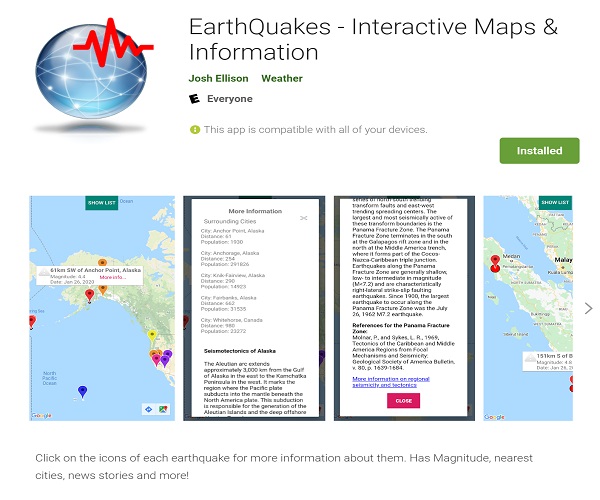 EarthQuakes - Interactive Maps &
Information
Josh Ellison Weather
E Everyone
This app is compatible with all of your devices.
Installed
SHOW LIST
Ocean
61km SW of Anchor Point, Alaska
Magnitude: 4.4
Date: Jan 26, 2020
More info...
North
Pacific
Ocean
Google
More Information
Surrounding Cities
City: Anchor Point, Alaska
Distance: 61
Population: 1930
City: Anchorage, Alaska
Distance: 254
Population: 291826
City: Knik-Fairview, Alaska
Distance: 290
Population: 14923
City: Fairbanks, Alaska
Distance: 662
Population: 31535
City: Whitehorse, Canada
Distance: 980
Population: 23272
Seismotectonics of Alaska
The Aleutian arc extends
approximately 3,000 km from the Gulf
of Alaska in the east to the Kamchatka
Peninsula in the west. It marks the
region where the Pacific plate
subducts into the mantle beneath the
North America plate. This subduction
is responsible for the generation of the
Aleutian Islands and the deep offshore
series of north-south trending
transform faults and east-west
trending spreading centers. The
largest and most seismically active of
these transform boundaries is the
Panama Fracture Zone. The Panama
Fracture Zone terminates in the south
at the Galapagos rift zone and in the
north at the Middle America trench,
where it forms part of the Cocos-
Nazca-Caribbean triple junction.
Earthquakes along the Panama
Fracture Zone are generally shallow,
low- to intermediate in magnitude
(M<7.2) and are characteristically
right-lateral strike-slip faulting
earthquakes. Since 1900, the largest
earthquake to occur along the
Panama Fracture Zone was the July
26, 1962 M7.2 earthquake.
References for the Panama Fracture
Zone:
Molnar, P., and Sykes, L. R., 1969,
Tectonics of the Caribbean and Middle
America Regions from Focal
Mechanisms and Seismicity:
Geological Society of America Bulletin,
v. 80, p. 1639-1684.
More information on regional
seismicity and tectonics
CLOSE
SHOW LIST
Medan
Kuala
Malay
151km S of B
Magnitude: 4.
Date: Jan 26, 2
Google
Click on the icons of each earthquake for more information about them. Has Magnitude, nearest
cities, news stories and more!